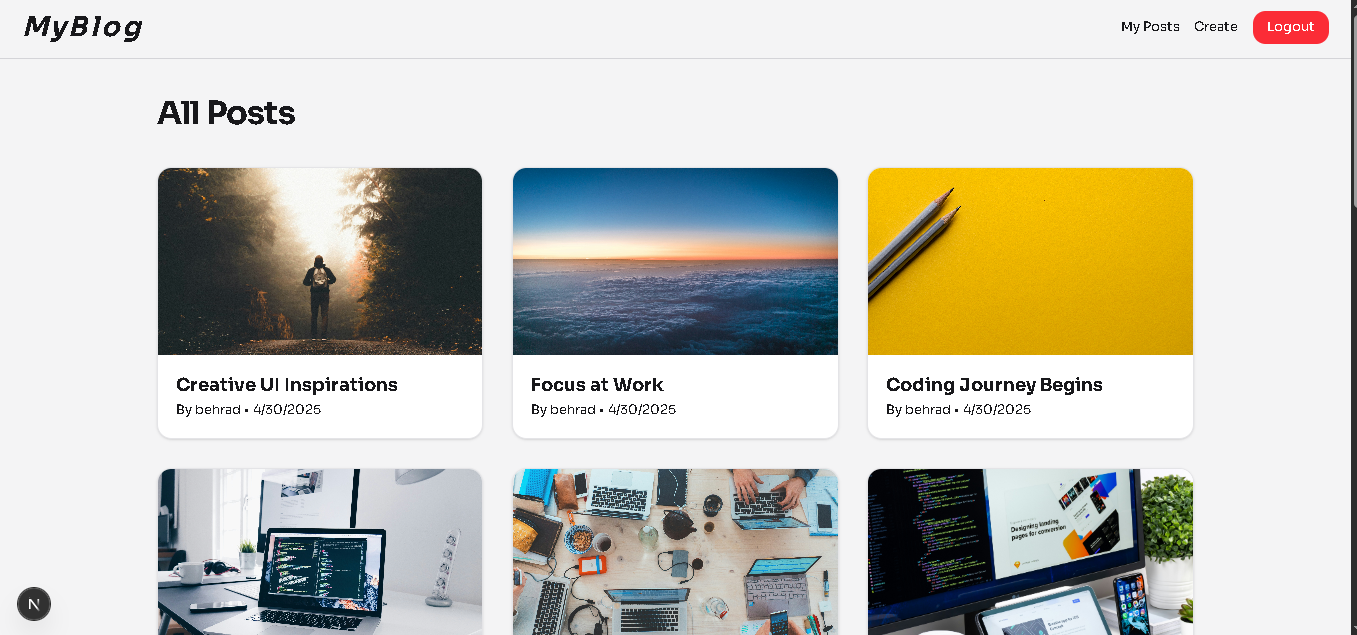 MyBlog
My Posts Create Logout
All Posts
Creative UI Inspirations
By behrad • 4/30/2025
Focus at Work
By behrad • 4/30/2025
Coding Journey Begins
By behrad • 4/30/2025
Designing landing
pages for conversion
N